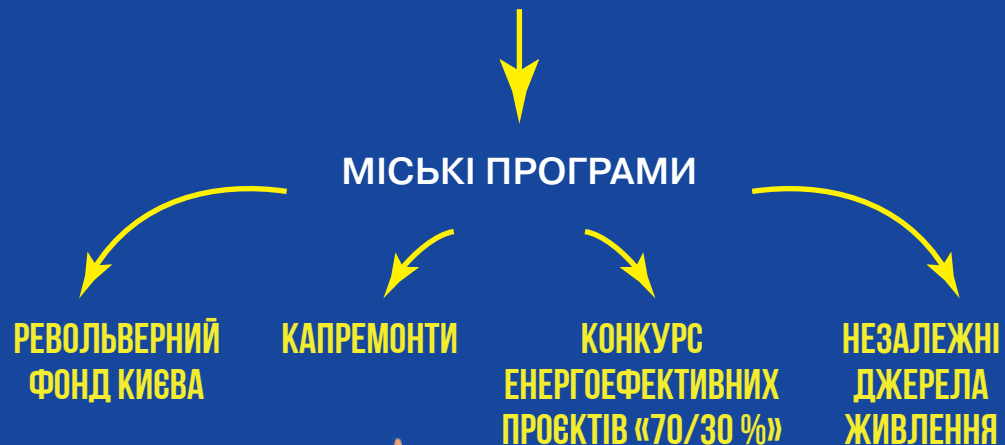 МІСЬКІ ПРОГРАМИ
РЕВОЛЬВЕРНИЙ
ФОНД КИЄВА
КАПРЕМОНТИ
КОНКУРС
ЕНЕРГОЕФЕКТИВНИХ
ПРОЄКТІВ «70/30 %»
НЕЗАЛЕЖНІ
ДЖЕРЕЛА
ЖИВЛЕННЯ